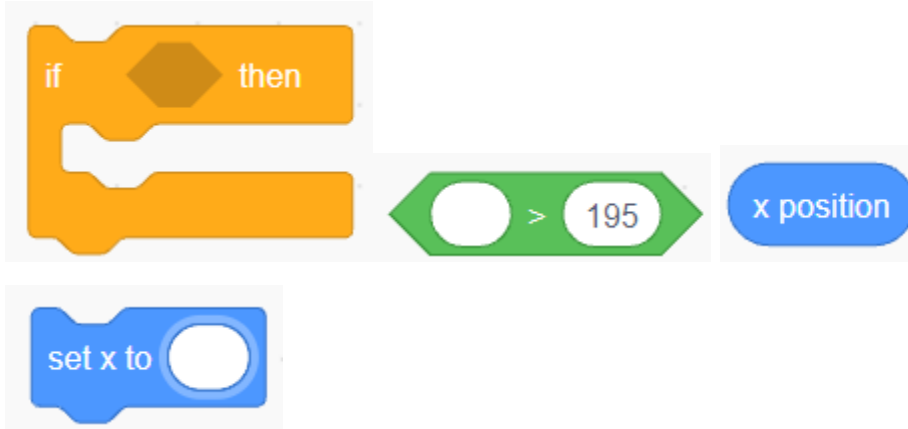 if then
> 195
x position
set x to